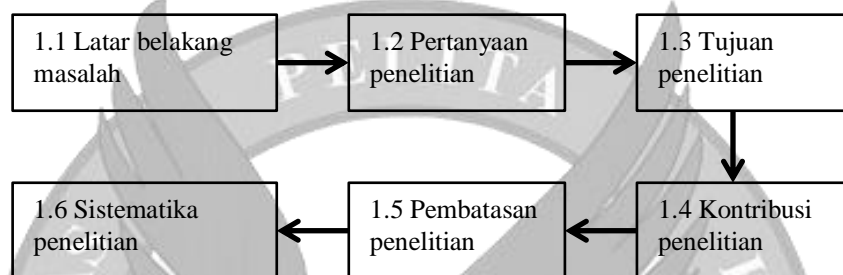 1.1 Latar belakang
masalah
1.2 Pertanyaan
penelitian
1.3 Tujuan
penelitian
1.4 Kontribusi
penelitian
1.5 Pembatasan
penelitian
1.6 Sistematika
penelitian
PELITA